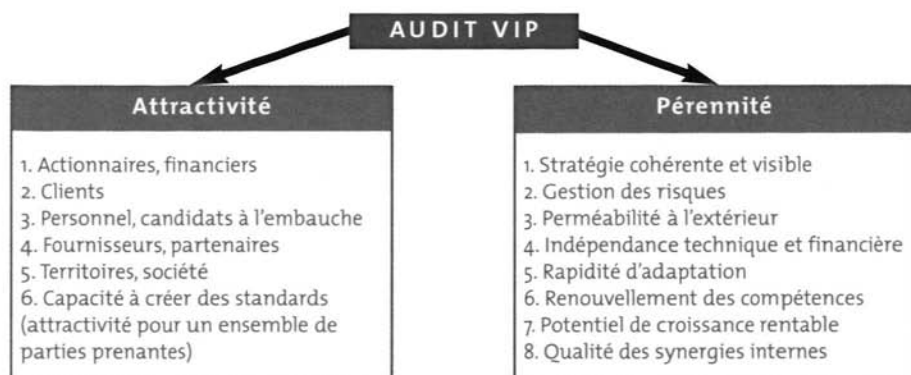 AUDIT VIP
Attractivité
1. Actionnaires, financiers
2. Clients
3. Personnel, candidats à l'embauche
4. Fournisseurs, partenaires
5. Territoires, société
6. Capacité à créer des standards
(attractivité pour un ensemble de
parties prenantes)
Pérennité
1. Stratégie cohérente et visible
2. Gestion des risques
3. Perméabilité à l'extérieur
4. Indépendance technique et financière
5. Rapidité d'adaptation
6. Renouvellement des compétences
7. Potentiel de croissance rentable
8. Qualité des synergies internes